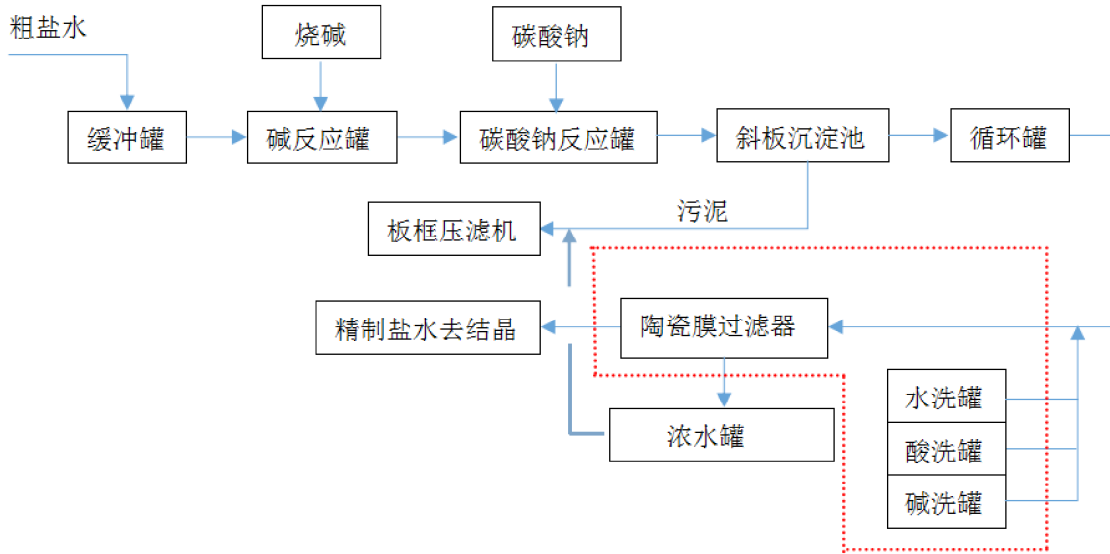 粗盐水
烧碱
碳酸钠
缓冲罐
碱反应罐
碳酸钠反应罐
斜板沉淀池
循环罐
污泥
板框压滤机
精制盐水去结晶
陶瓷膜过滤器
水洗罐
浓水罐
酸洗罐
碱洗罐